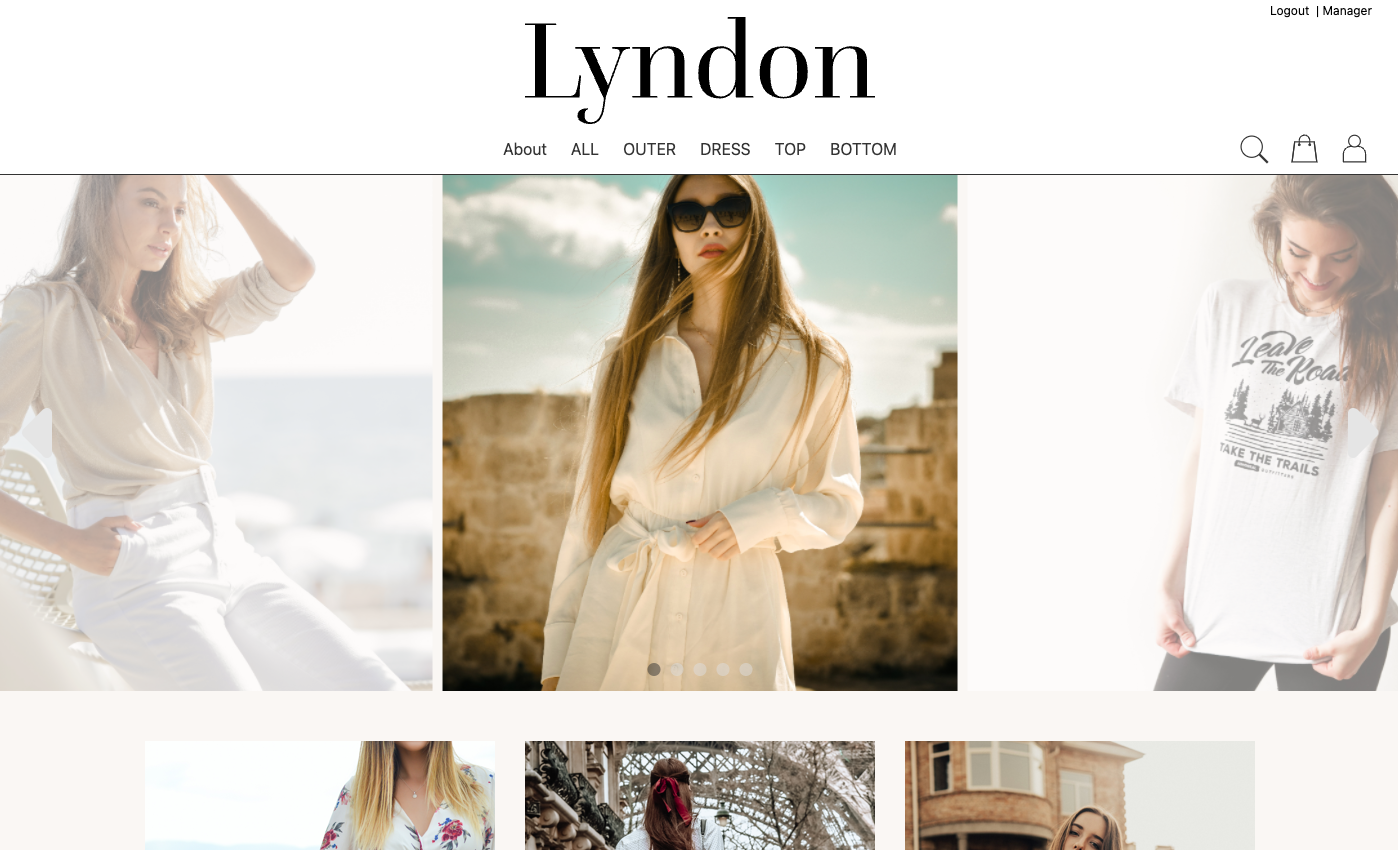 Logout | Manager
Lyndon
About ALL OUTER DRESS TOP BOTTOM
Leave
The Road
TAKE THE TRAILS